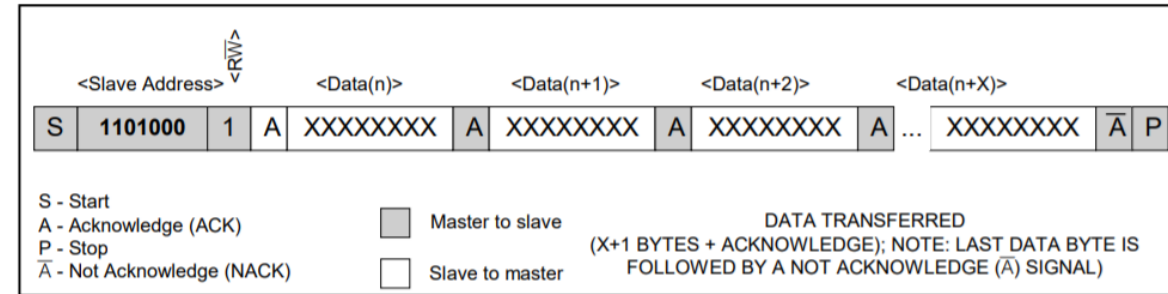 <Slave Address> <RW̅> <Data(n)> <Data(n+1)> <Data(n+2)> <Data(n+X)>
S 1101000 1 A XXXXXXXX A XXXXXXXX A XXXXXXXX A ... XXXXXXXX A̅ P
S - Start
A - Acknowledge (ACK)
P - Stop
A̅ - Not Acknowledge (NACK)
Master to slave
Slave to master
DATA TRANSFERRED
(X+1 BYTES + ACKNOWLEDGE); NOTE: LAST DATA BYTE IS
FOLLOWED BY A NOT ACKNOWLEDGE (A̅) SIGNAL)